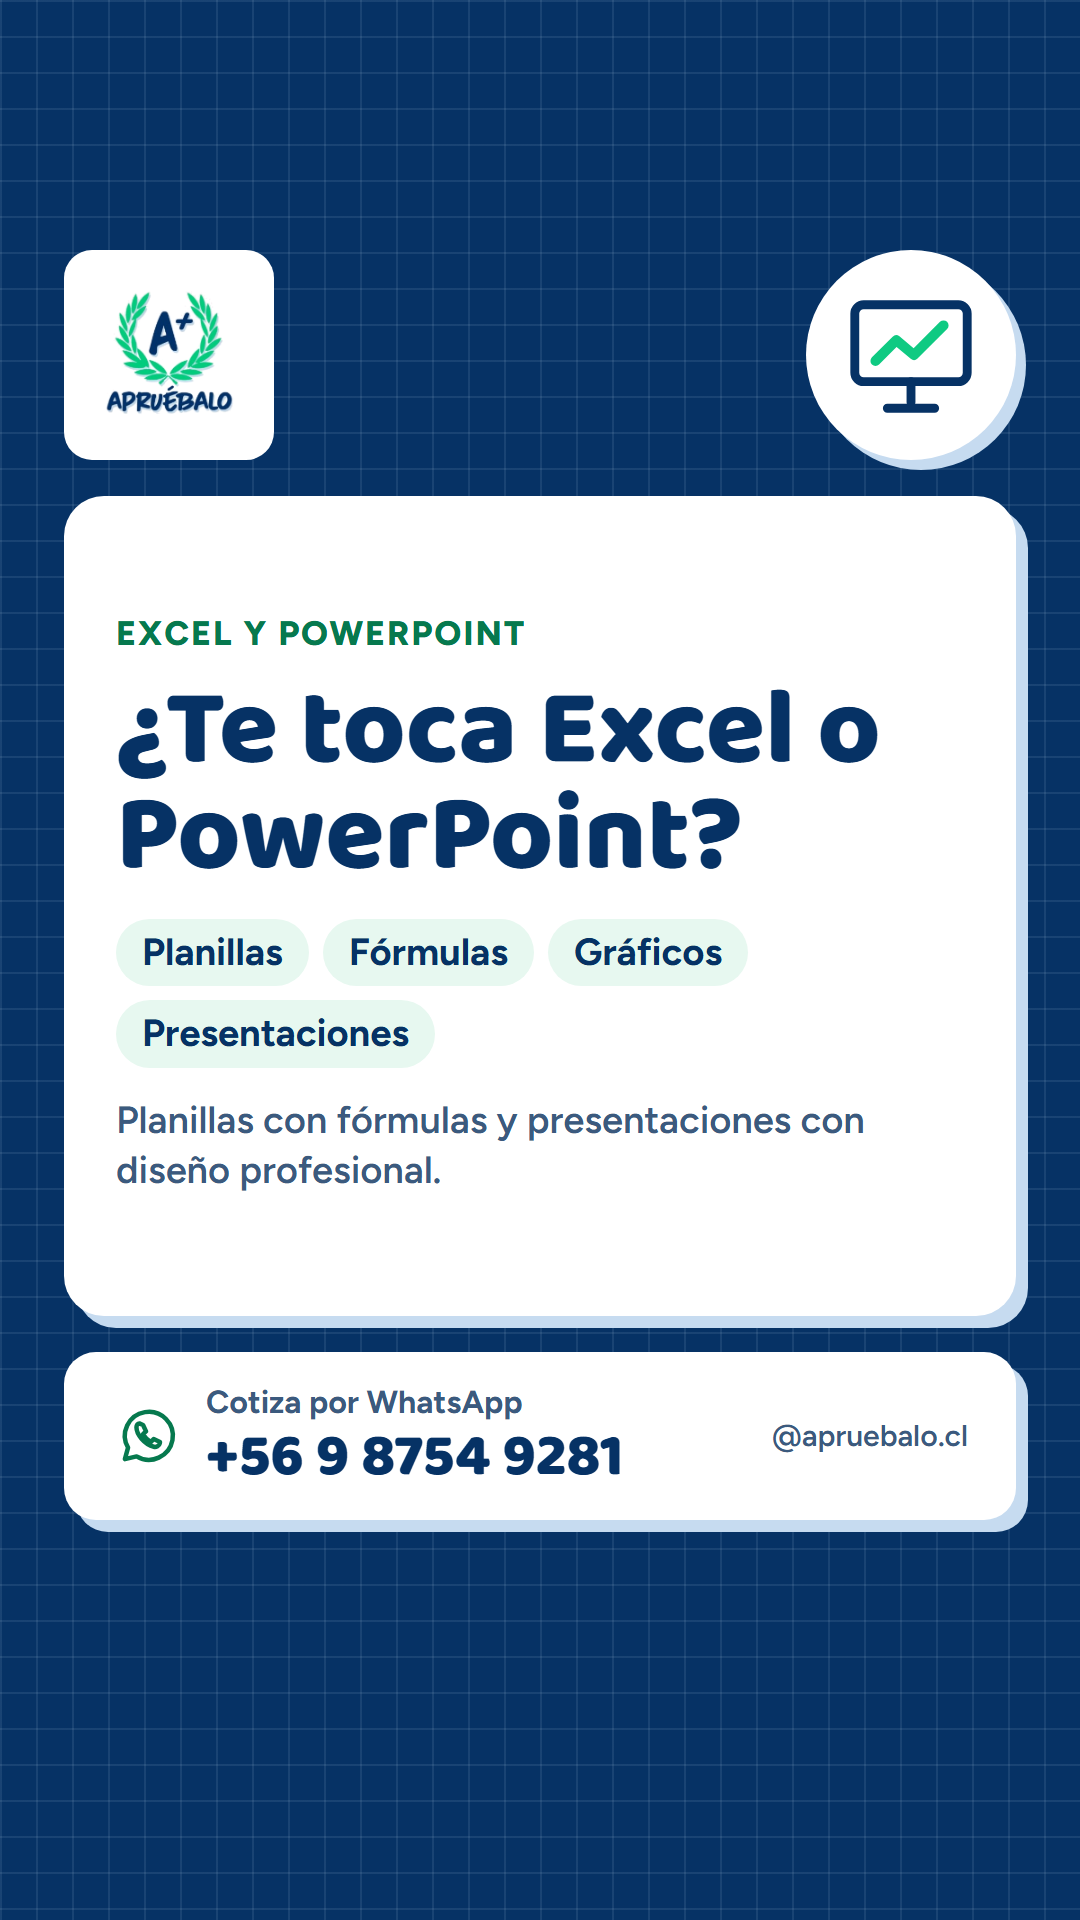 A+
APRUÉBALO
EXCEL Y POWERPOINT
¿Te toca Excel o
PowerPoint?
Planillas Fórmulas Gráficos
Presentaciones
Planillas con fórmulas y presentaciones con
diseño profesional.
Cotiza por WhatsApp
+56 9 8754 9281
@apruebalo.cl